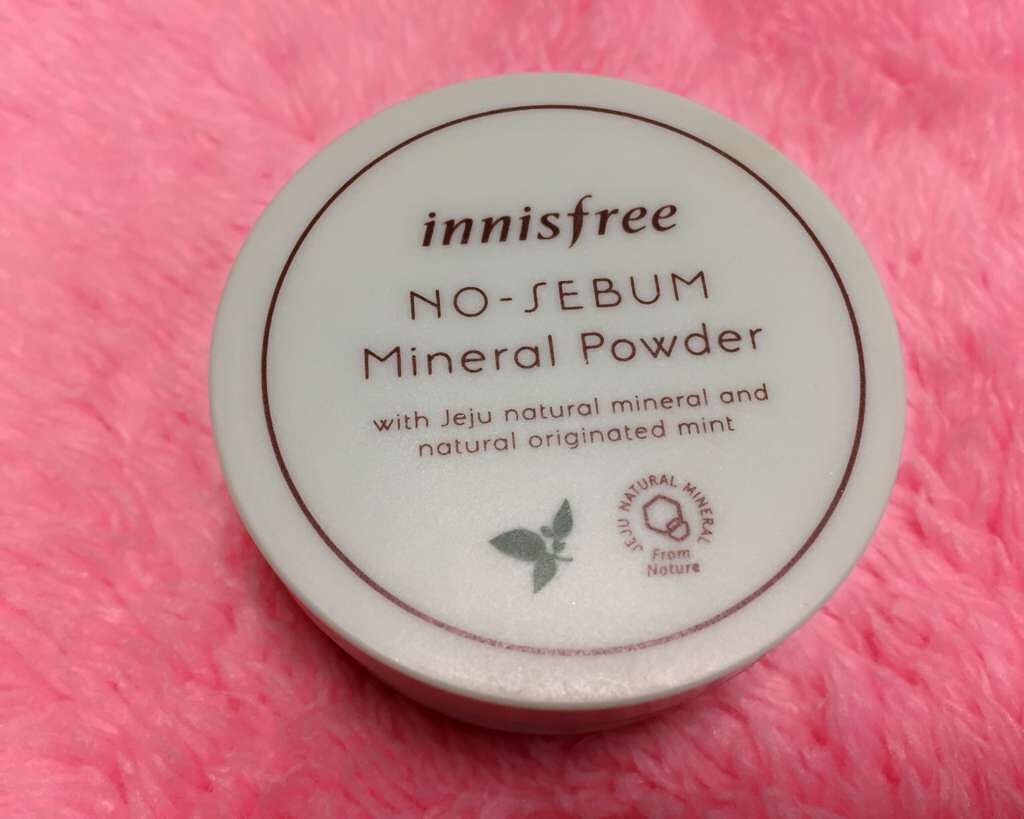 innisfree
NO-SEBUM
Mineral Powder
with Jeju natural mineral and
natural originated mint
JEJU NATURAL MINERAL
From
Nature